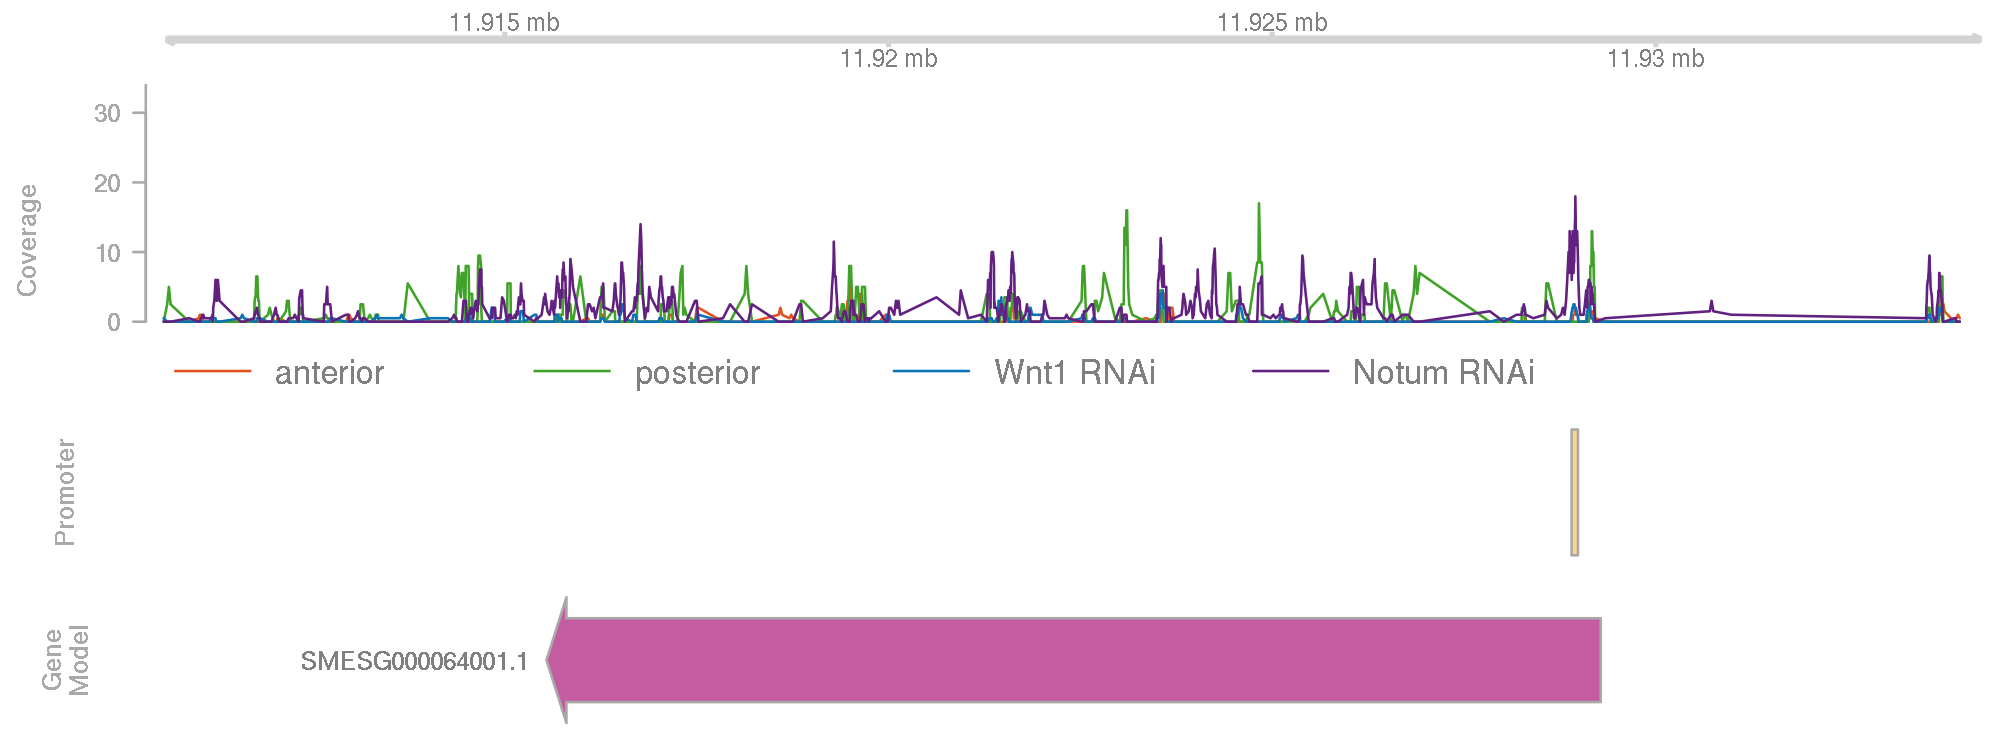 11.915 mb
11.925 mb
11.92 mb
11.93 mb
Coverage
30
20
10
0
anterior
posterior
Wnt1 RNAi
Notum RNAi
Promoter
Gene
Model
SMESG000064001.1